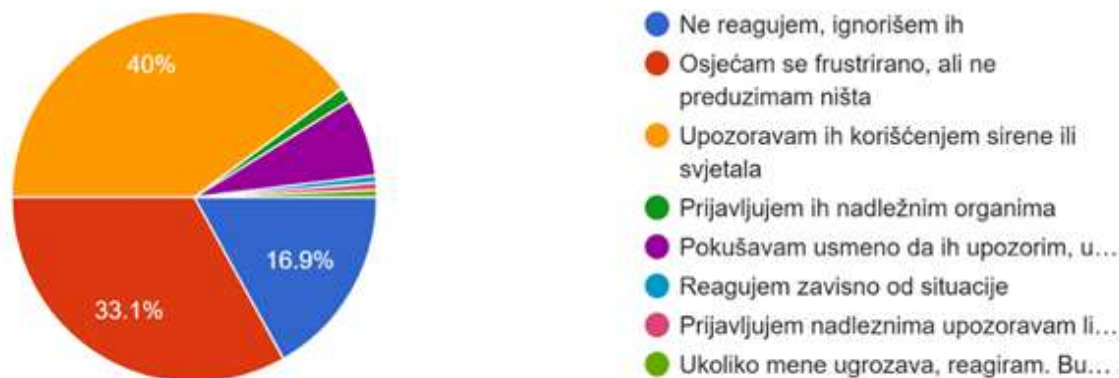 40%
16.9%
33.1%
Ne reagujem, ignorišem ih
Osjećam se frustrirano, ali ne
preduzimam ništa
Upozoravam ih korišćenjem sirene ili
svjetala
Prijavljujem ih nadležnim organima
Pokušavam usmeno da ih upozorim, u…
Reagujem zavisno od situacije
Prijavljujem nadleznima upozoravam li…
Ukoliko mene ugrozava, reagiram. Bu…